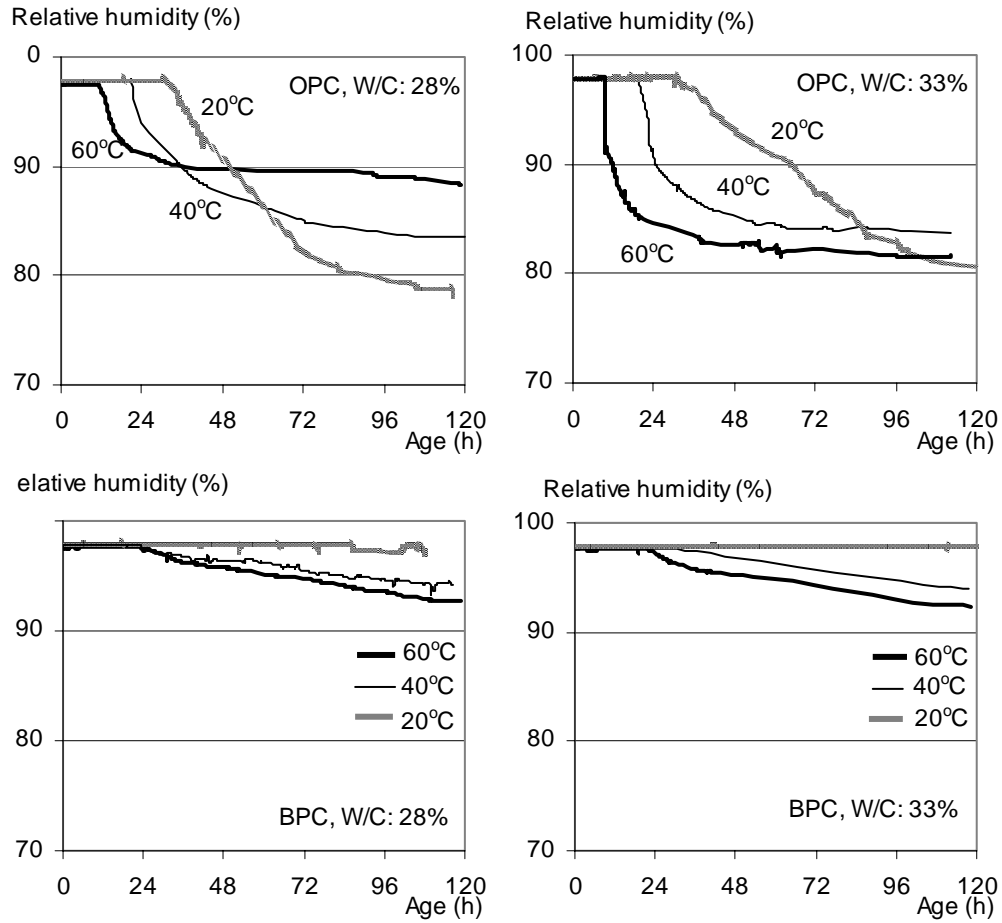 Relative humidity (%)
0
90
80
70
OPC, W/C: 28%
20°C
60°C
40°C
0 24 48 72 96 120
Age (h)
Relative humidity (%)
100
90
80
70
OPC, W/C: 33%
20°C
40°C
60°C
0 24 48 72 96 120
Age (h)
elative humidity (%)
90
80
70
60°C
40°C
20°C
BPC, W/C: 28%
0 24 48 72 96 120
Age (h)
Relative humidity (%)
100
90
80
70
60°C
40°C
20°C
BPC, W/C: 33%
0 24 48 72 96 120
Age (h)